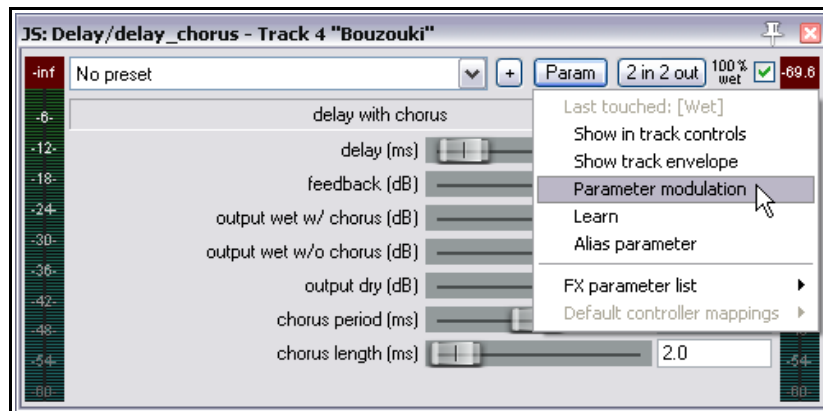 JS: Delay/delay_chorus - Track 4 "Bouzouki"
-inf No preset + Param 2 in 2 out 100% wet -69.6
Last touched: [Wet]
Show in track controls
Show track envelope
Parameter modulation
Learn
Alias parameter
FX parameter list
Default controller mappings
delay with chorus
delay (ms)
feedback (dB)
output wet w/ chorus (dB)
output wet w/o chorus (dB)
output dry (dB)
chorus period (ms)
chorus length (ms) 2.0
-6-
-12-
-18-
-24-
-30-
-36-
-42-
-48-
-54-
-60-
-54-
-60-